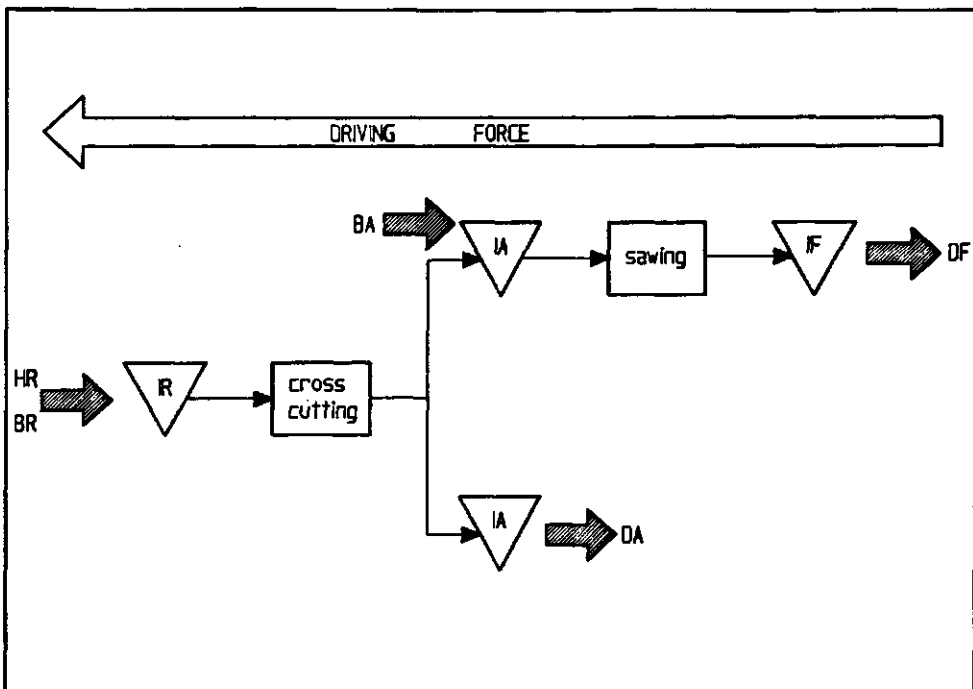 DRIVING FORCE
BA
IA
sawing
IF
DF
HR
BR
IR
cross
cutting
IA
DA